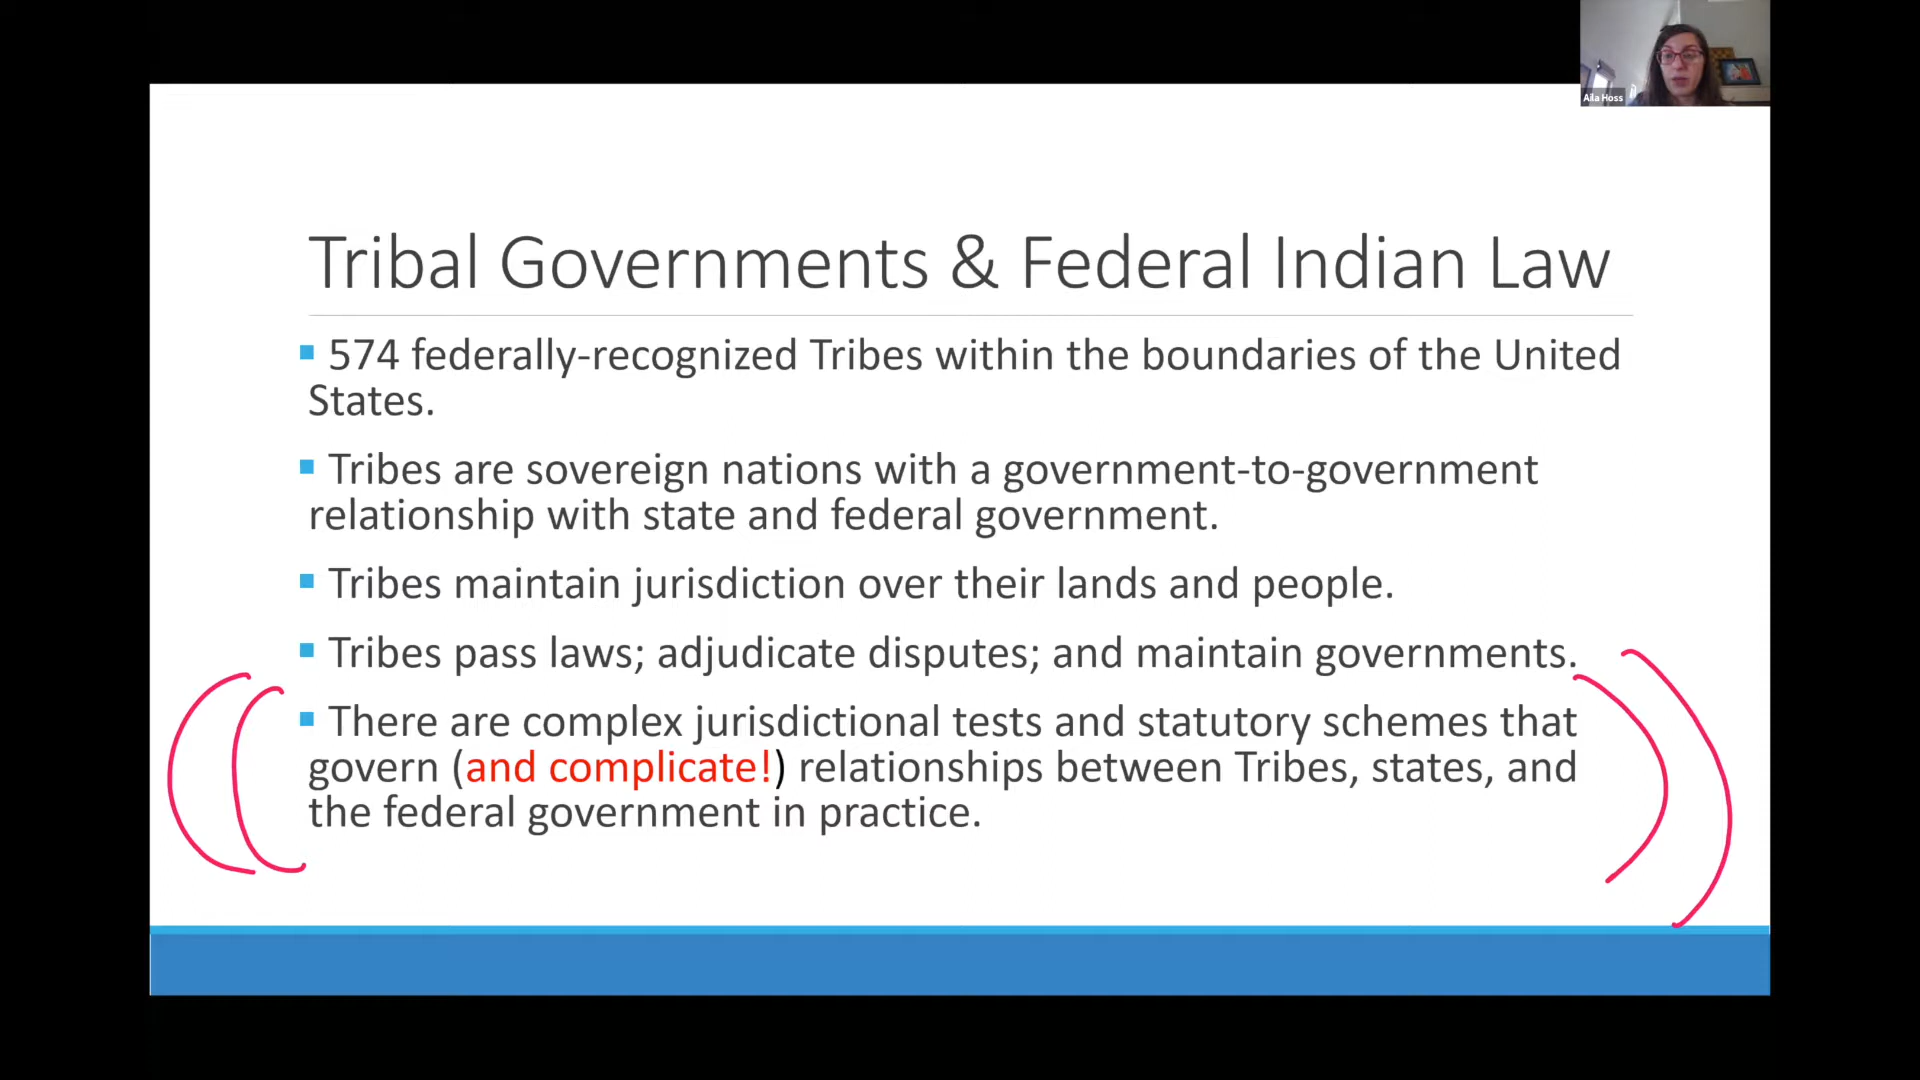 Aila Hoss
Tribal Governments & Federal Indian Law
574 federally-recognized Tribes within the boundaries of the United
States.
Tribes are sovereign nations with a government-to-government
relationship with state and federal government.
Tribes maintain jurisdiction over their lands and people.
Tribes pass laws; adjudicate disputes; and maintain governments.
There are complex jurisdictional tests and statutory schemes that
govern (and complicate!) relationships between Tribes, states, and
the federal government in practice.